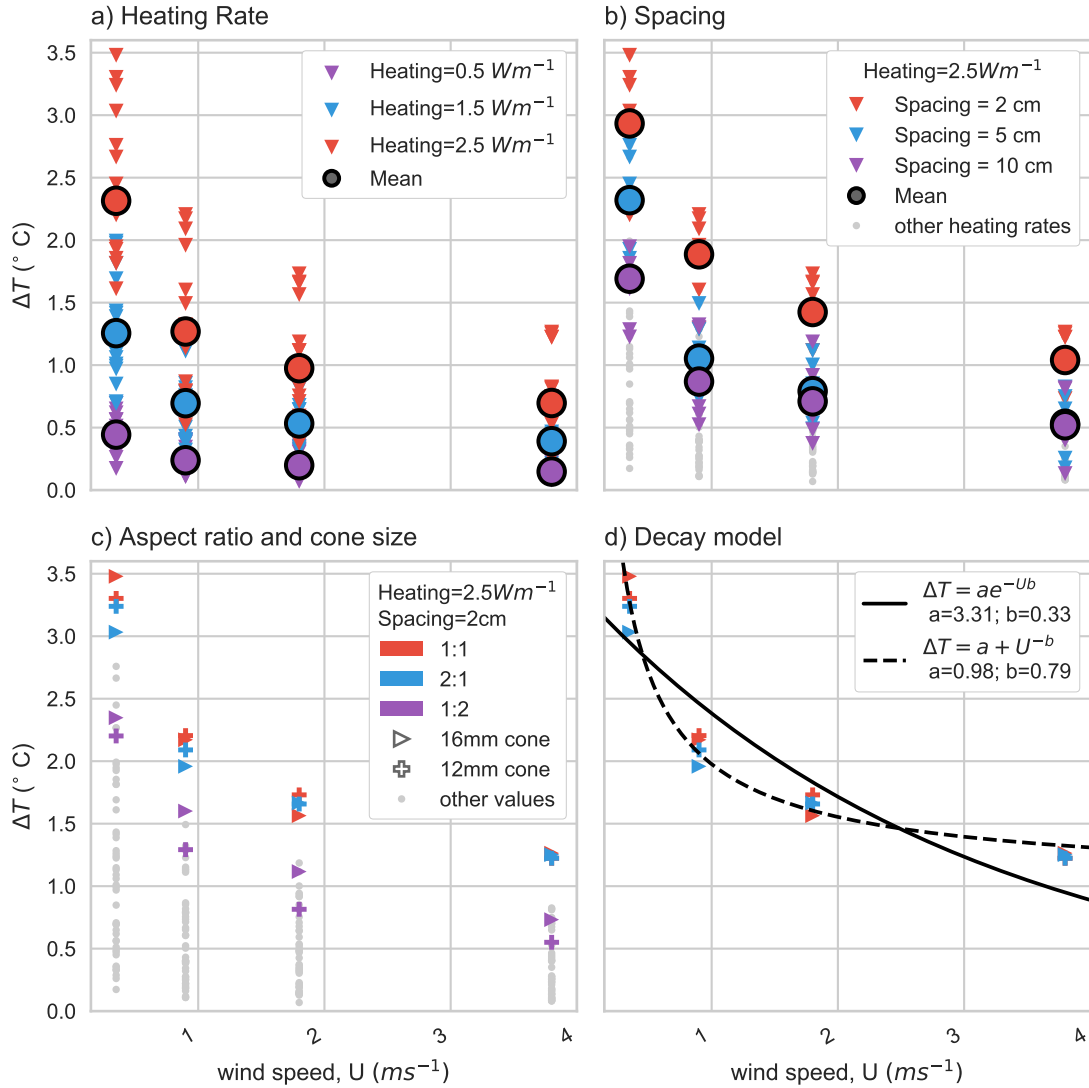 a) Heating Rate
3.5
3.0
2.5
2.0
1.5
1.0
0.5
0.0
ΔT (° C)
Heating=0.5 Wm⁻¹
Heating=1.5 Wm⁻¹
Heating=2.5 Wm⁻¹
Mean
b) Spacing
Heating=2.5Wm⁻¹
Spacing = 2 cm
Spacing = 5 cm
Spacing = 10 cm
Mean
other heating rates
c) Aspect ratio and cone size
3.5
3.0
2.5
2.0
1.5
1.0
0.5
0.0
ΔT (° C)
Heating=2.5Wm⁻¹
Spacing=2cm
1:1
2:1
1:2
16mm cone
12mm cone
other values
1
2
3
4
wind speed, U (ms⁻¹)
d) Decay model
ΔT = ae⁻ᵁᵇ
a=3.31; b=0.33
ΔT = a + U⁻ᵇ
a=0.98; b=0.79
1
2
3
4
wind speed, U (ms⁻¹)